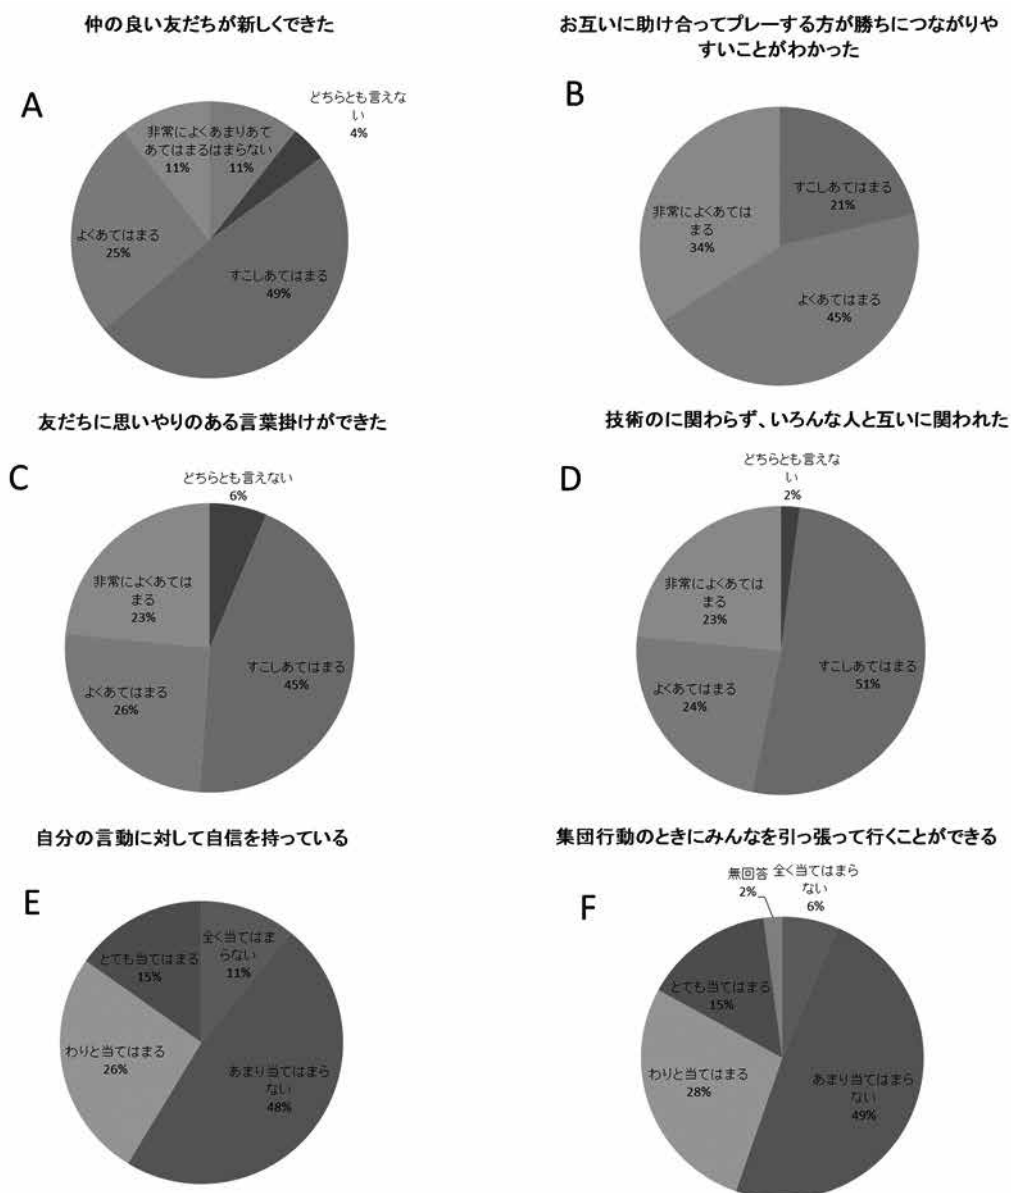 仲の良い友だちが新しくできた
A
どちらとも言えな
い
4%
非常によく
あてはまる
11%
あまりあて
はまらない
11%
よくあてはまる
25%
すこしあてはまる
49%
お互いに助け合ってプレーする方が勝ちにつながりや
すいことがわかった
B
すこしあてはまる
21%
非常によくあては
まる
34%
よくあてはまる
45%
友だちに思いやりのある言葉掛けができた
C
どちらとも言えない
6%
非常によくあては
まる
23%
すこしあてはまる
45%
よくあてはまる
26%
技術のに関わらず、いろんな人と互いに関われた
D
どちらとも言えな
い
2%
非常によくあては
まる
23%
すこしあてはまる
51%
よくあてはまる
24%
自分の言動に対して自信を持っている
E
全く当てはま
らない
11%
とても当てはまる
15%
わりと当てはまる
26%
あまり当てはまら
ない
48%
集団行動のときにみんなを引っ張って行くことができる
F
無回答
2%
全く当てはまら
ない
6%
とても当てはまる
15%
わりと当てはまる
28%
あまり当てはまら
ない
49%